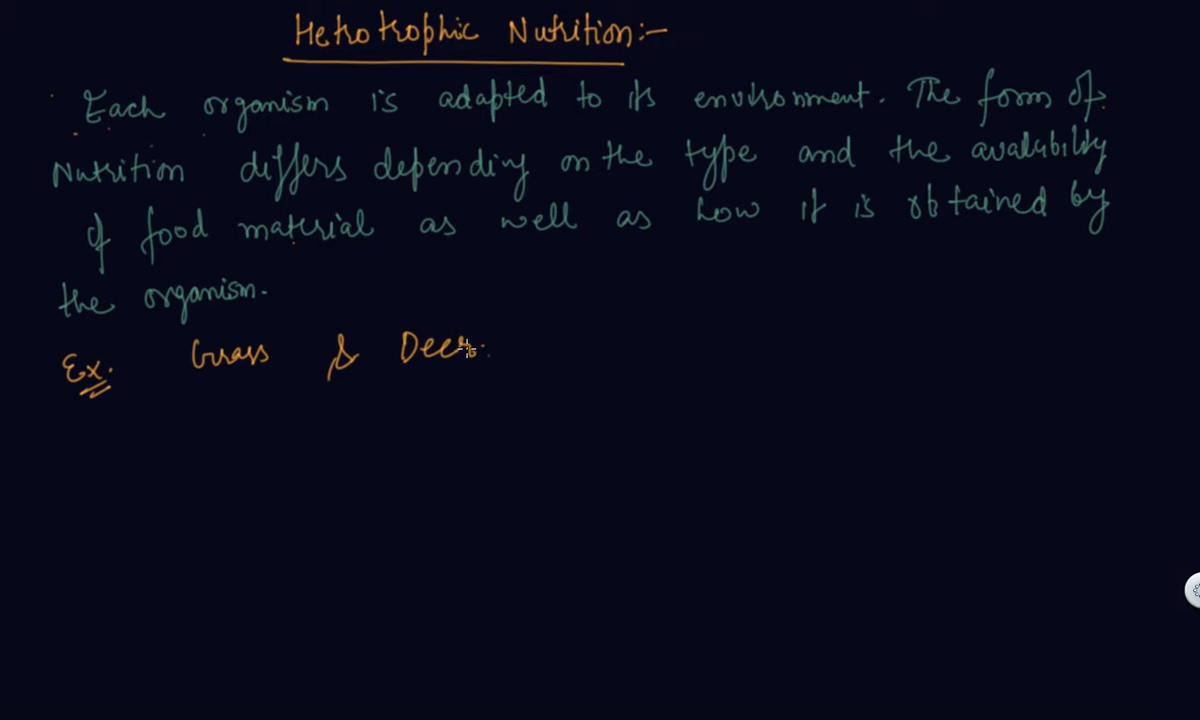 Hetrotrophic Nutrition:-
Each organism is adapted to its environment. The form of
Nutrition differs depending on the type and the availability
of food material as well as how it is obtained by
the organism.
Ex. Grass & Deer.